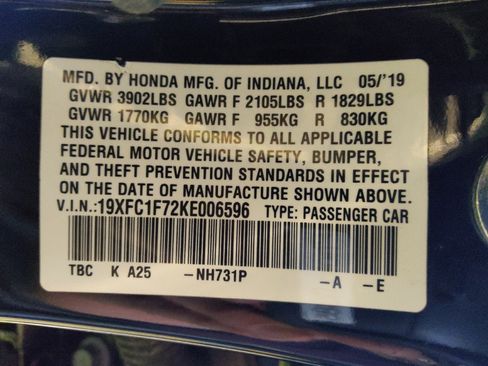 MFD. BY HONDA MFG. OF INDIANA, LLC 05/'19
GVWR 3902LBS GAWR F 2105LBS R 1829LBS
GVWR 1770KG GAWR F 955KG R 830KG
THIS VEHICLE CONFORMS TO ALL APPLICABLE
FEDERAL MOTOR VEHICLE SAFETY, BUMPER,
AND THEFT PREVENTION STANDARDS IN EFFECT
ON THE DATE OF MANUFACTURE SHOWN ABOVE.
V.I.N.:19XFC1F72KE006596 TYPE: PASSENGER CAR
TBC K A25 -NH731P -A -E